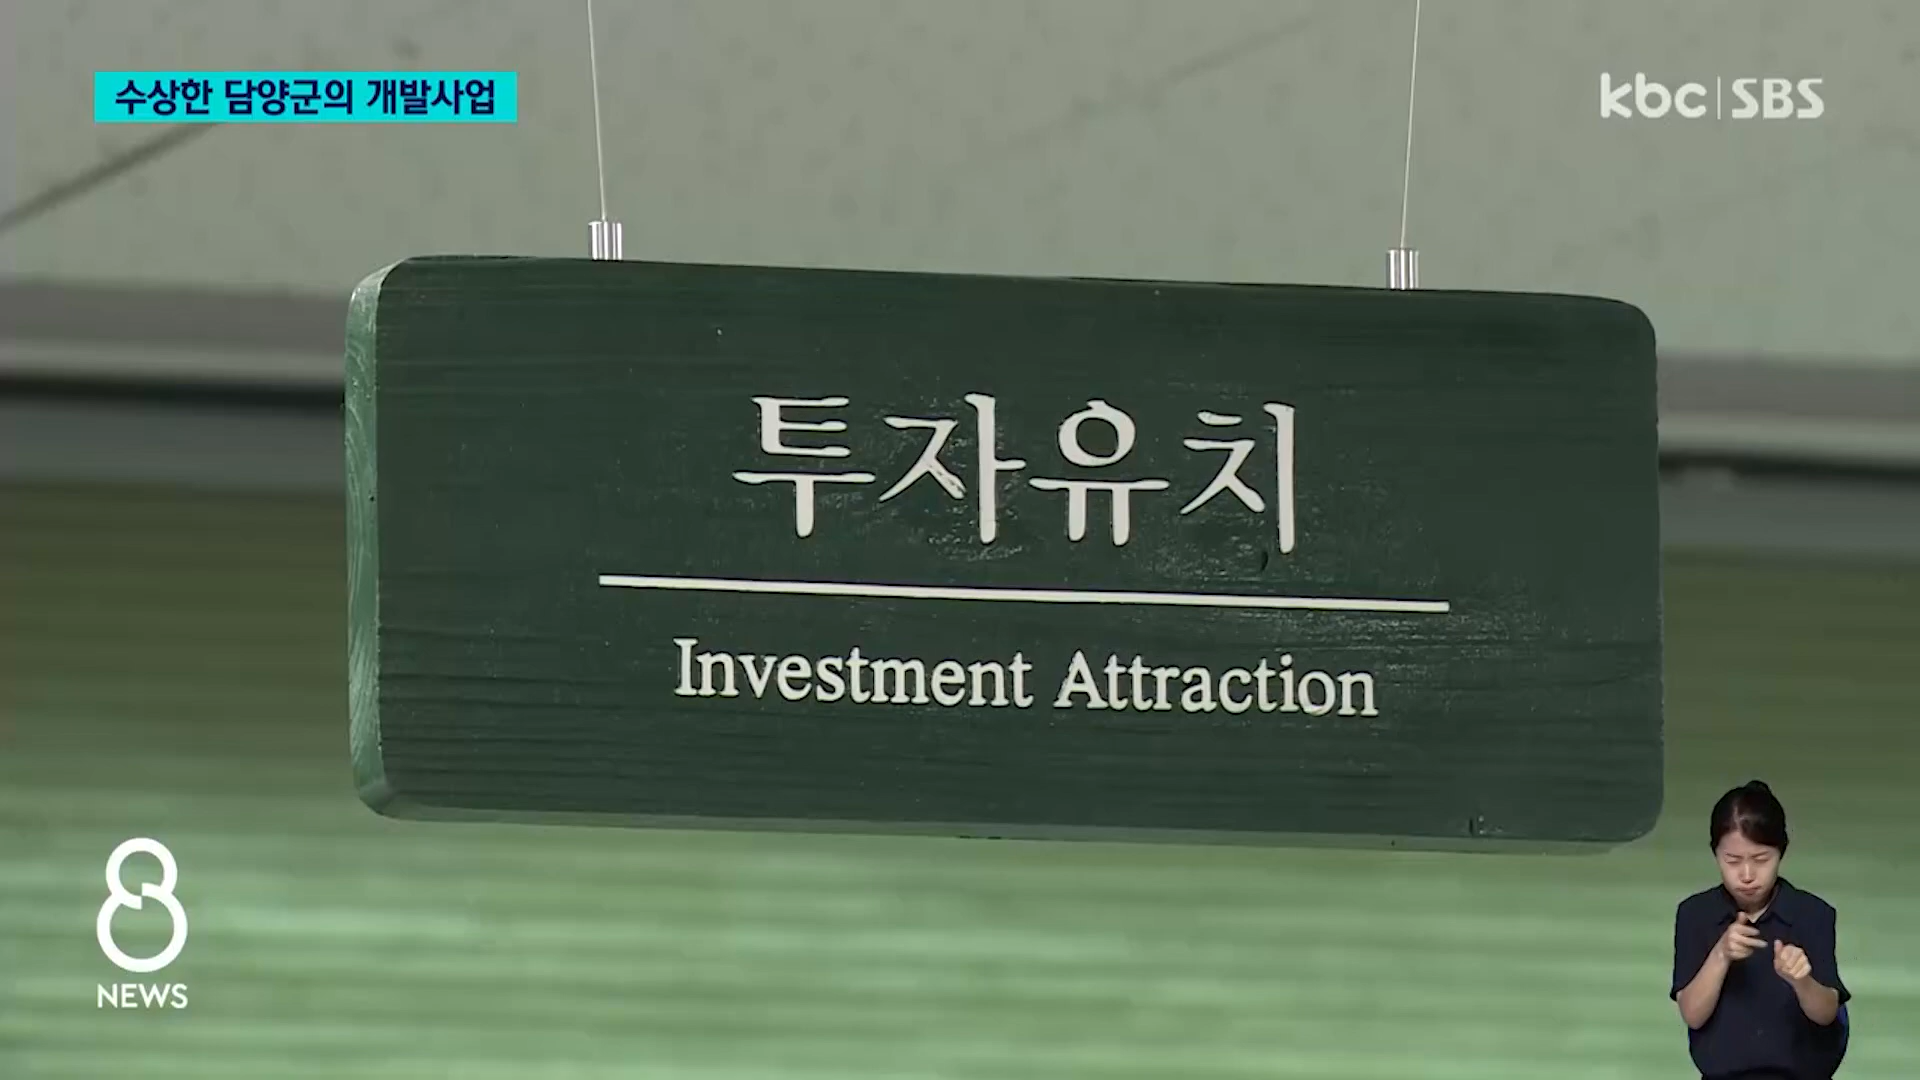 수상한 담양군의 개발사업
kbc SBS
투자유치
Investment Attraction
8
NEWS